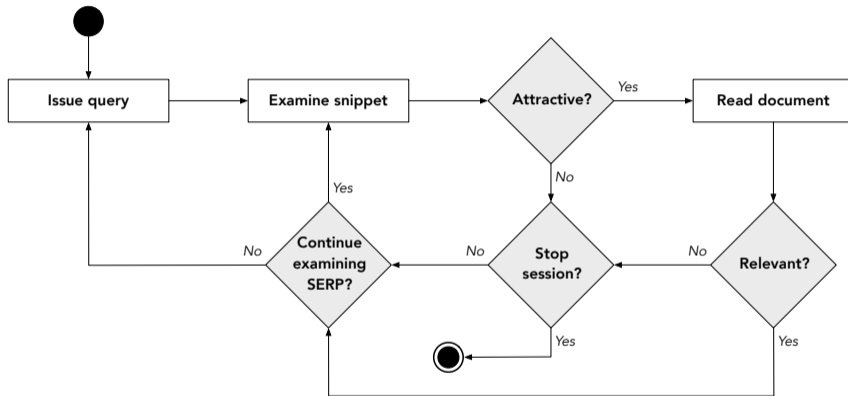 Issue query
Examine snippet
Attractive?
Yes
Read document
No
Yes
No
Continue
examining
SERP?
No
Stop
session?
No
Relevant?
Yes
Yes